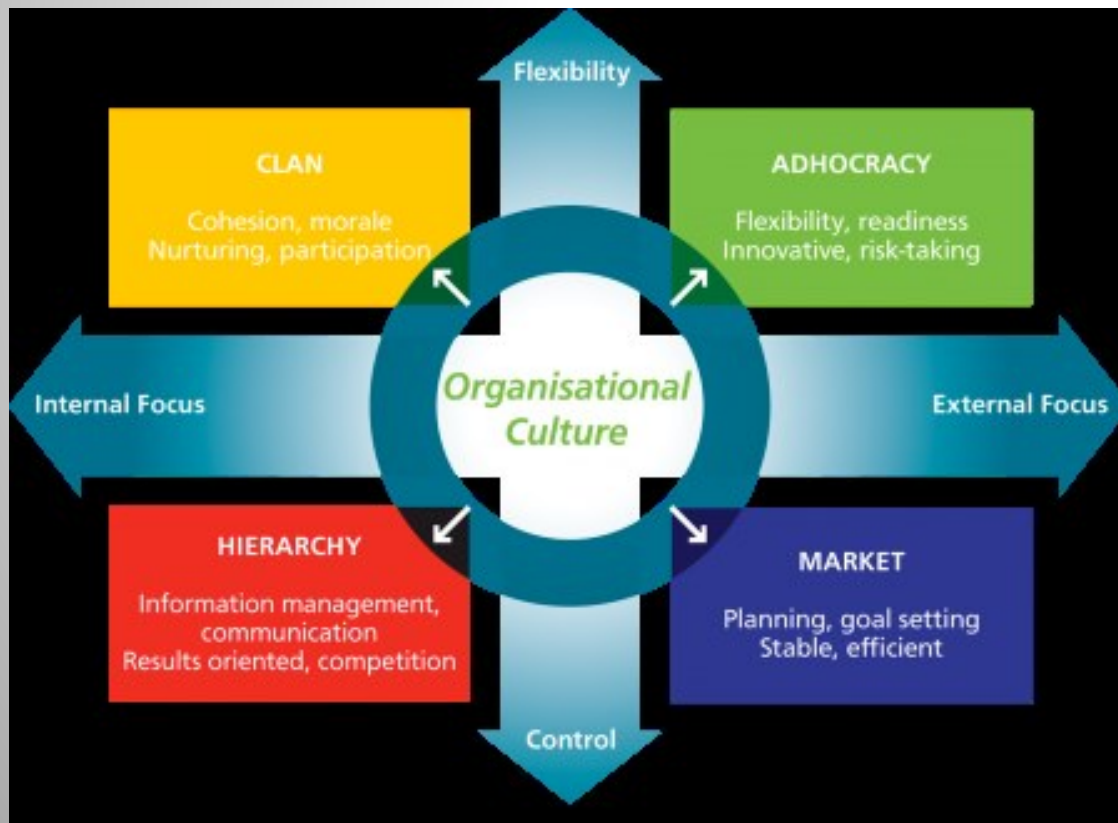 Flexibility
CLAN
Cohesion, morale
Nurturing, participation
ADHOCRACY
Flexibility, readiness
Innovative, risk-taking
Internal Focus
Organisational
Culture
External Focus
HIERARCHY
Information management,
communication
Results oriented, competition
MARKET
Planning, goal setting
Stable, efficient
Control